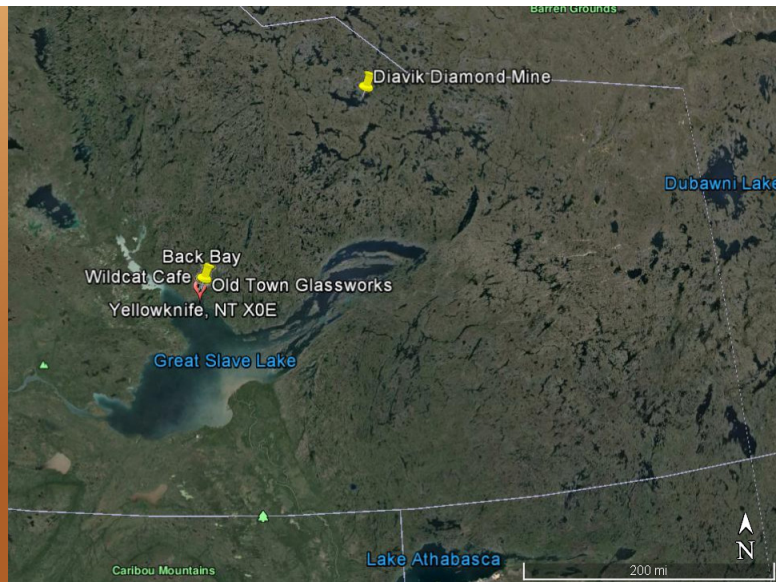 Barren Grounds
Diavik Diamond Mine
Dubawni Lake
Back Bay
Wildcat Cafe
Old Town Glassworks
Yellowknife, NT X0E
Great Slave Lake
N
Lake Athabasca
Caribou Mountains
200 mi